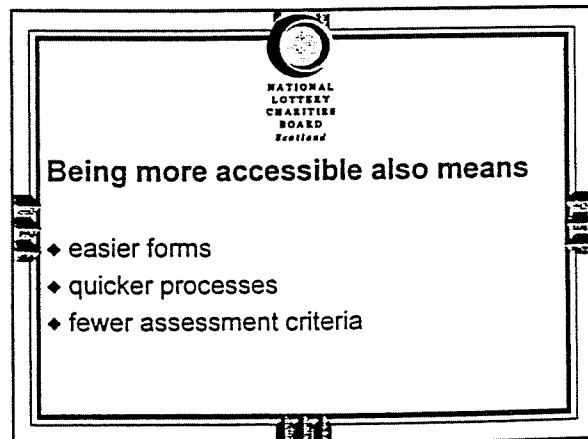 NATIONAL
LOTTERY
CHARITIES
BOARD
Scotland
Being more accessible also means
◆ easier forms
◆ quicker processes
◆ fewer assessment criteria